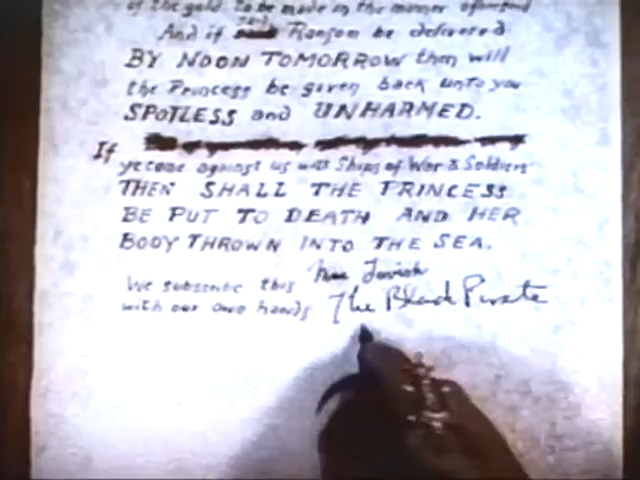 of the gold to be made in the manner aforesaid
And if said Ransom be delivered
BY NOON TOMORROW then will
the Princess be given back unto you
SPOTLESS and UNHARMED.
If
ye come against us with Ships of War & Soldiers
THEN SHALL THE PRINCESS
BE PUT TO DEATH AND HER
BODY THROWN INTO THE SEA.
We subscribe this
with our own hands
The Black Pirate